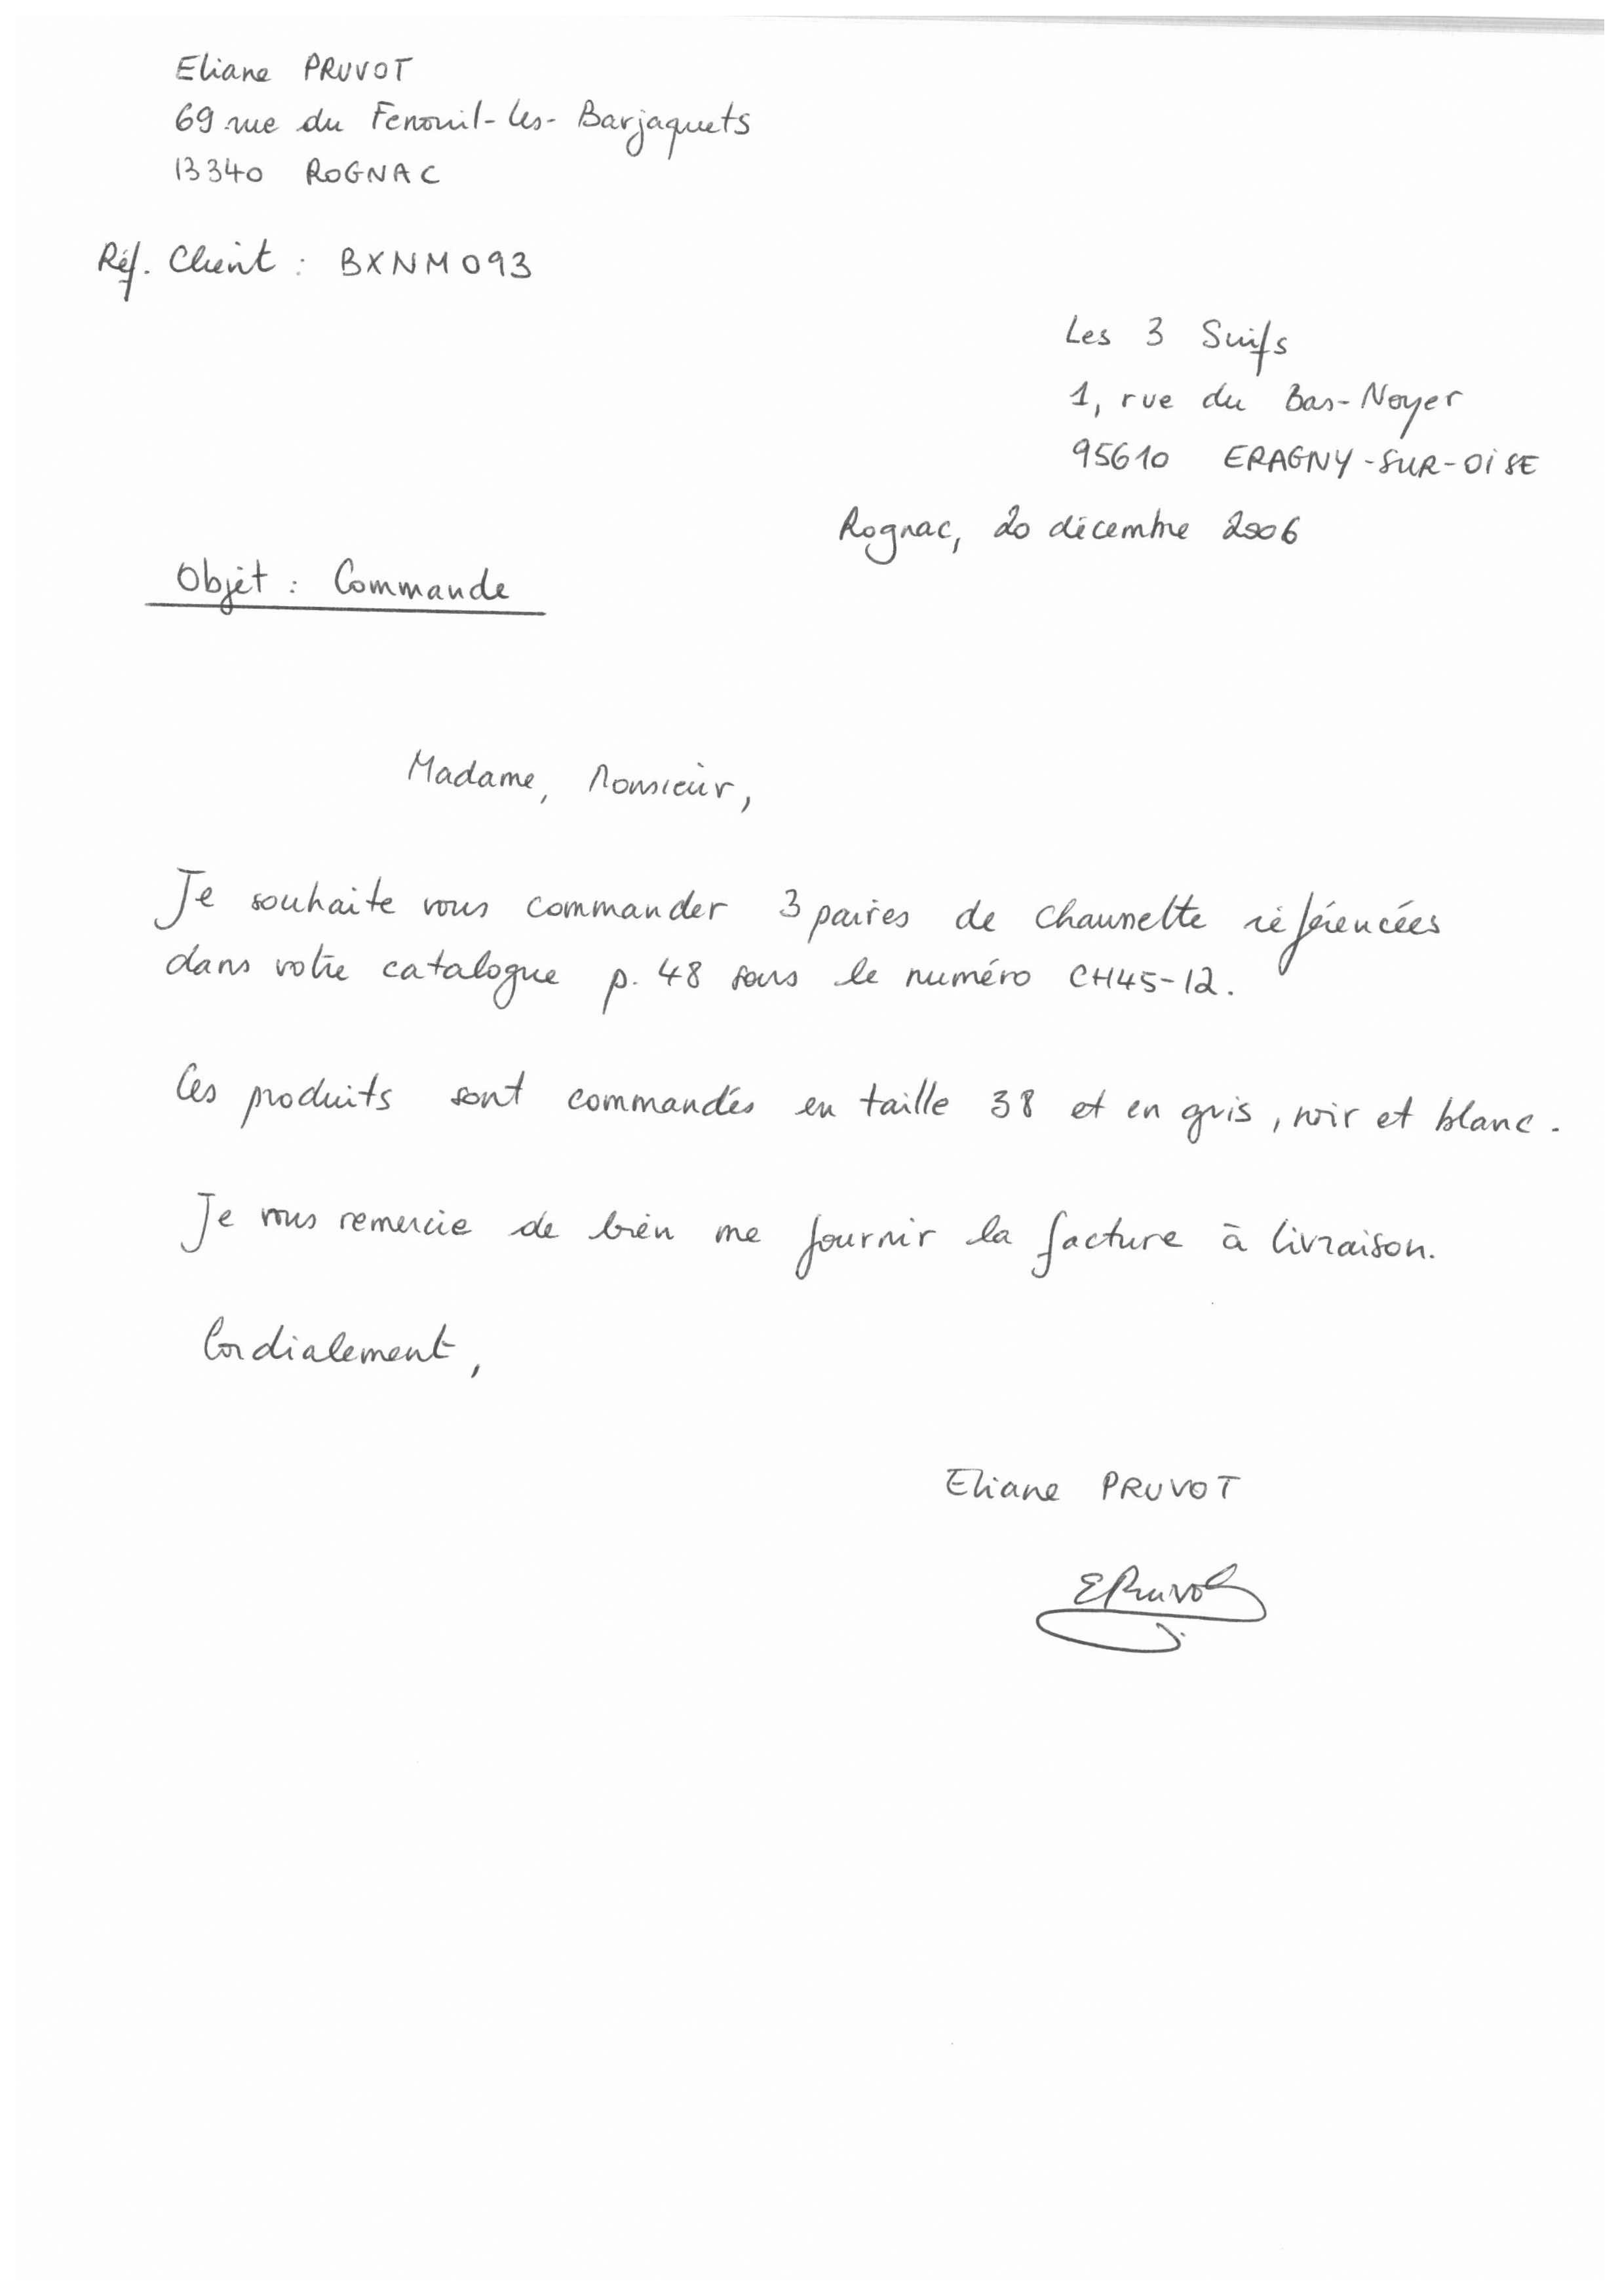 Eliane PRUVOT
69 rue du Fenouil-les-Barjaquets
13340 ROGNAC
Réf. Client : BXNM093
Les 3 Suifs
1, rue du Bas-Noyer
95610 ERAGNY-SUR-OISE
Rognac, 20 décembre 2006
Objet : Commande
Madame, Monsieur,
Je souhaite vous commander 3 paires de chaussette référencées
dans votre catalogue p. 48 sous le numéro CH45-12.
Ces produits sont commandés en taille 38 et en gris, noir et blanc.
Je vous remercie de bien me fournir la facture à livraison.
Cordialement,
Eliane PRUVOT
EPruvot